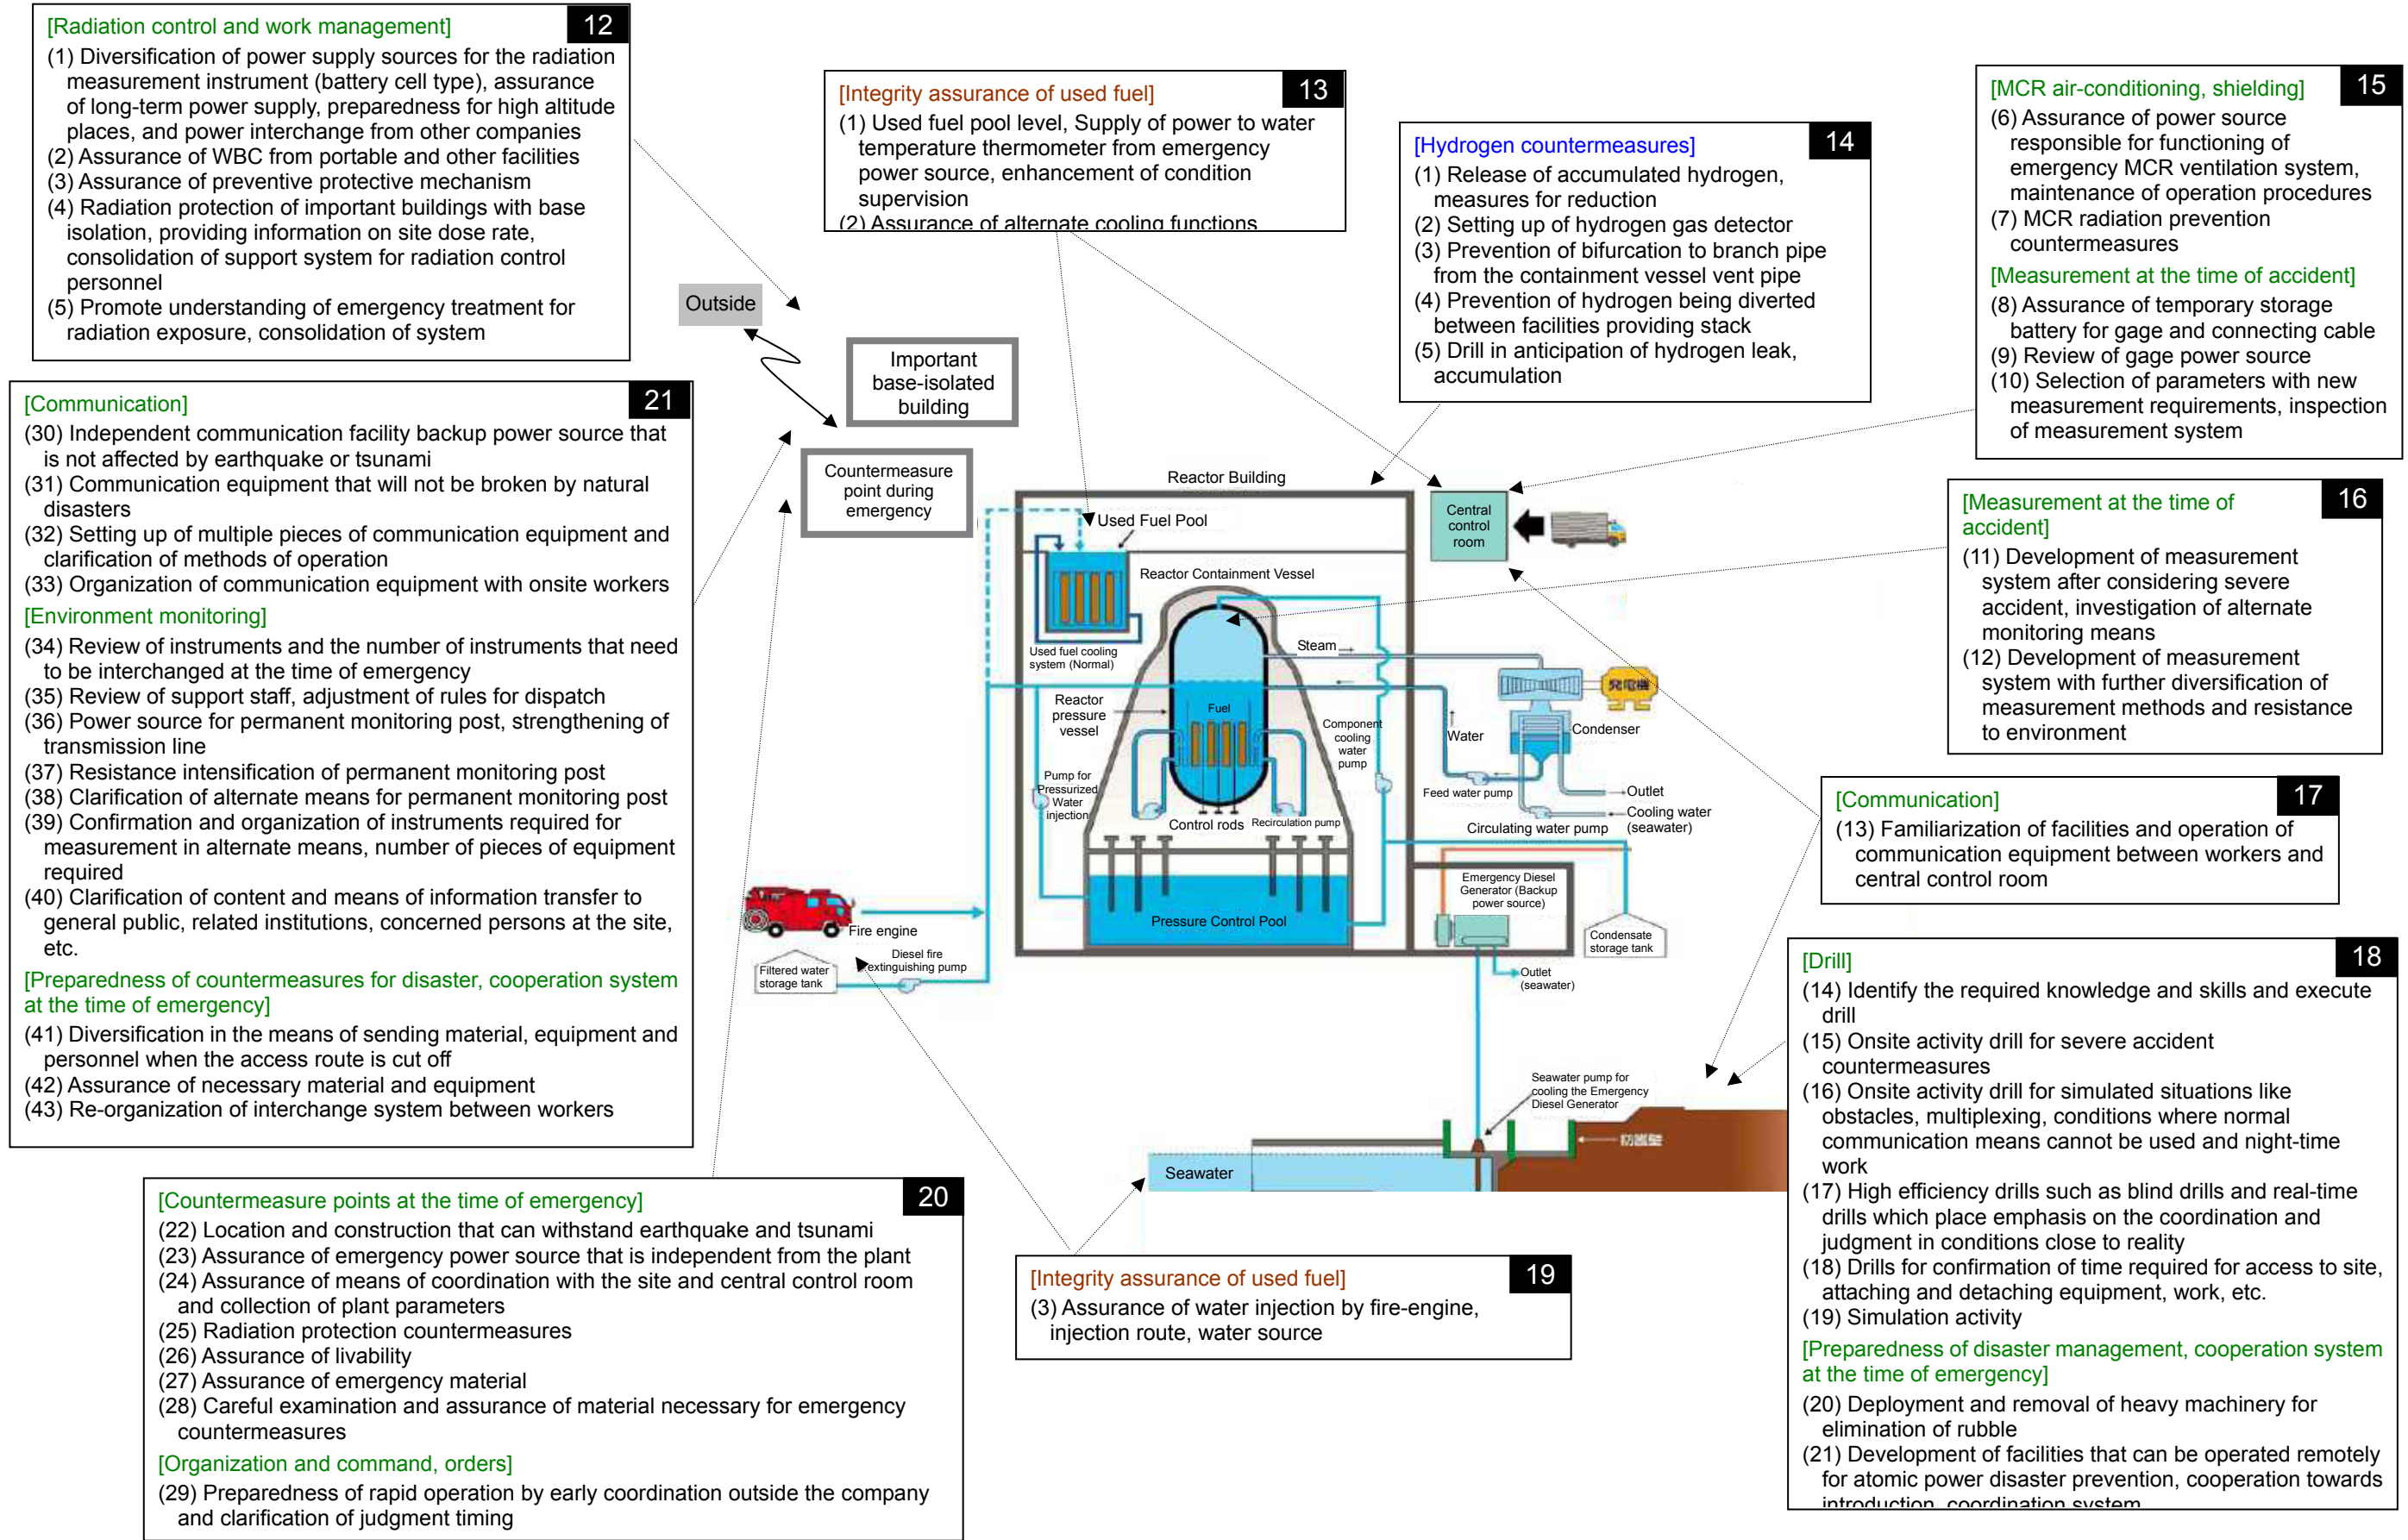 [Radiation control and work management]
12
(1) Diversification of power supply sources for the radiation
measurement instrument (battery cell type), assurance
of long-term power supply, preparedness for high altitude
places, and power interchange from other companies
(2) Assurance of WBC from portable and other facilities
(3) Assurance of preventive protective mechanism
(4) Radiation protection of important buildings with base
isolation, providing information on site dose rate,
consolidation of support system for radiation control
personnel
(5) Promote understanding of emergency treatment for
radiation exposure, consolidation of system
[Integrity assurance of used fuel]
13
(1) Used fuel pool level, Supply of power to water
temperature thermometer from emergency
power source, enhancement of condition
supervision
(2) Assurance of alternate cooling functions
[Hydrogen countermeasures]
14
(1) Release of accumulated hydrogen,
measures for reduction
(2) Setting up of hydrogen gas detector
(3) Prevention of bifurcation to branch pipe
from the containment vessel vent pipe
(4) Prevention of hydrogen being diverted
between facilities providing stack
(5) Drill in anticipation of hydrogen leak,
accumulation
[MCR air-conditioning, shielding]
15
(6) Assurance of power source
responsible for functioning of
emergency MCR ventilation system,
maintenance of operation procedures
(7) MCR radiation prevention
countermeasures
[Measurement at the time of accident]
(8) Assurance of temporary storage
battery for gage and connecting cable
(9) Review of gage power source
(10) Selection of parameters with new
measurement requirements, inspection
of measurement system
[Measurement at the time of
accident]
16
(11) Development of measurement
system after considering severe
accident, investigation of alternate
monitoring means
(12) Development of measurement
system with further diversification of
measurement methods and resistance
to environment
[Communication]
17
(13) Familiarization of facilities and operation of
communication equipment between workers and
central control room
[Drill]
18
(14) Identify the required knowledge and skills and execute
drill
(15) Onsite activity drill for severe accident
countermeasures
(16) Onsite activity drill for simulated situations like
obstacles, multiplexing, conditions where normal
communication means cannot be used and night-time
work
(17) High efficiency drills such as blind drills and real-time
drills which place emphasis on the coordination and
judgment in conditions close to reality
(18) Drills for confirmation of time required for access to site,
attaching and detaching equipment, work, etc.
(19) Simulation activity
[Preparedness of disaster management, cooperation system
at the time of emergency]
(20) Deployment and removal of heavy machinery for
elimination of rubble
(21) Development of facilities that can be operated remotely
for atomic power disaster prevention, cooperation towards
introduction, coordination system
[Integrity assurance of used fuel]
19
(3) Assurance of water injection by fire-engine,
injection route, water source
[Countermeasure points at the time of emergency]
20
(22) Location and construction that can withstand earthquake and tsunami
(23) Assurance of emergency power source that is independent from the plant
(24) Assurance of means of coordination with the site and central control room
and collection of plant parameters
(25) Radiation protection countermeasures
(26) Assurance of livability
(27) Assurance of emergency material
(28) Careful examination and assurance of material necessary for emergency
countermeasures
[Organization and command, orders]
(29) Preparedness of rapid operation by early coordination outside the company
and clarification of judgment timing
[Communication]
21
(30) Independent communication facility backup power source that
is not affected by earthquake or tsunami
(31) Communication equipment that will not be broken by natural
disasters
(32) Setting up of multiple pieces of communication equipment and
clarification of methods of operation
(33) Organization of communication equipment with onsite workers
[Environment monitoring]
(34) Review of instruments and the number of instruments that need
to be interchanged at the time of emergency
(35) Review of support staff, adjustment of rules for dispatch
(36) Power source for permanent monitoring post, strengthening of
transmission line
(37) Resistance intensification of permanent monitoring post
(38) Clarification of alternate means for permanent monitoring post
(39) Confirmation and organization of instruments required for
measurement in alternate means, number of pieces of equipment
required
(40) Clarification of content and means of information transfer to
general public, related institutions, concerned persons at the site,
etc.
[Preparedness of countermeasures for disaster, cooperation system
at the time of emergency]
(41) Diversification in the means of sending material, equipment and
personnel when the access route is cut off
(42) Assurance of necessary material and equipment
(43) Re-organization of interchange system between workers
Outside
Important
base-isolated
building
Countermeasure
point during
emergency
Reactor Building
Central
control
room
Used Fuel Pool
Reactor Containment Vessel
Used fuel cooling
system (Normal)
Steam
発電機
Reactor
pressure
vessel
Fuel
Component
cooling
water
pump
Water
Condenser
Pump for
Pressurized
Water
injection
Feed water pump
Outlet
Cooling water
(seawater)
Control rods
Recirculation pump
Circulating water pump
Emergency Diesel
Generator (Backup
power source)
Pressure Control Pool
Condensate
storage tank
Fire engine
Diesel fire
extinguishing pump
Filtered water
storage tank
Outlet
(seawater)
Seawater pump for
cooling the Emergency
Diesel Generator
防護壁
Seawater